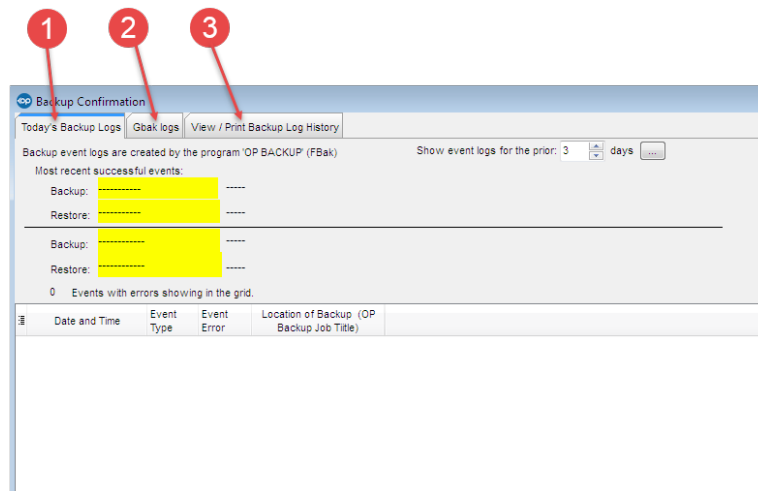 1 2 3
op Backup Confirmation
Today's Backup Logs Gbak logs View / Print Backup Log History
Backup event logs are created by the program 'OP BACKUP' (FBak) Show event logs for the prior: 3 days ...
Most recent successful events:
Backup: ----------- -----
Restore: ------------ -----
Backup: ------------ -----
Restore: ------------ -----
0 Events with errors showing in the grid.
Date and Time Event Event Location of Backup (OP
Type Error Backup Job Tiitle)